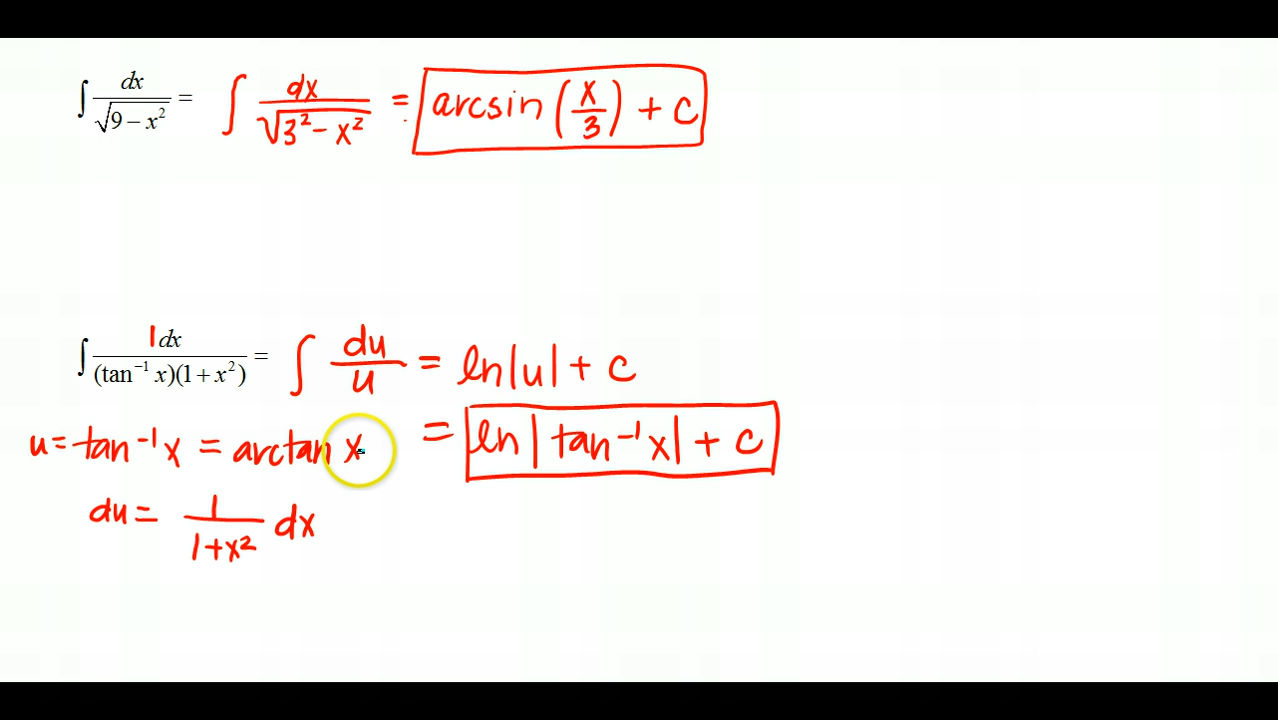 ∫ dx/√(9 − x²) = ∫ dx/√(3² − x²) = arcsin (x/3) + C
∫ 1dx/((tan⁻¹ x)(1 + x²)) = ∫ du/u = ln|u| + C
u = tan⁻¹x = arctan x = ln|tan⁻¹x| + C
du = 1/(1+x²) dx